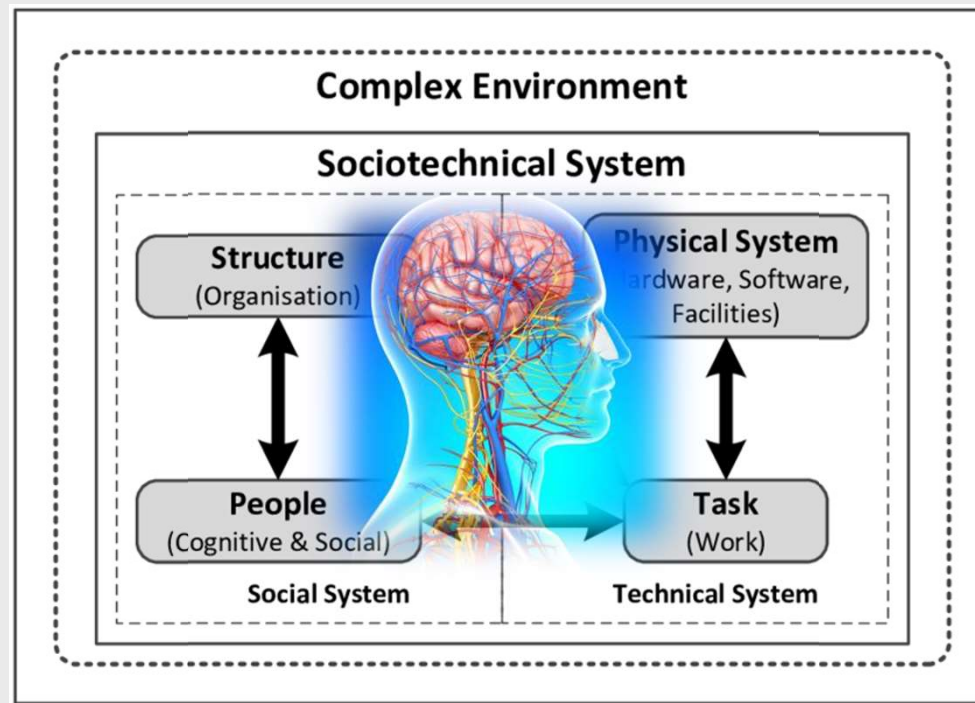 Complex Environment
Sociotechnical System
Structure
(Organisation)
Physical System
ardware, Software,
Facilities)
People
(Cognitive & Social)
Task
(Work)
Social System
Technical System